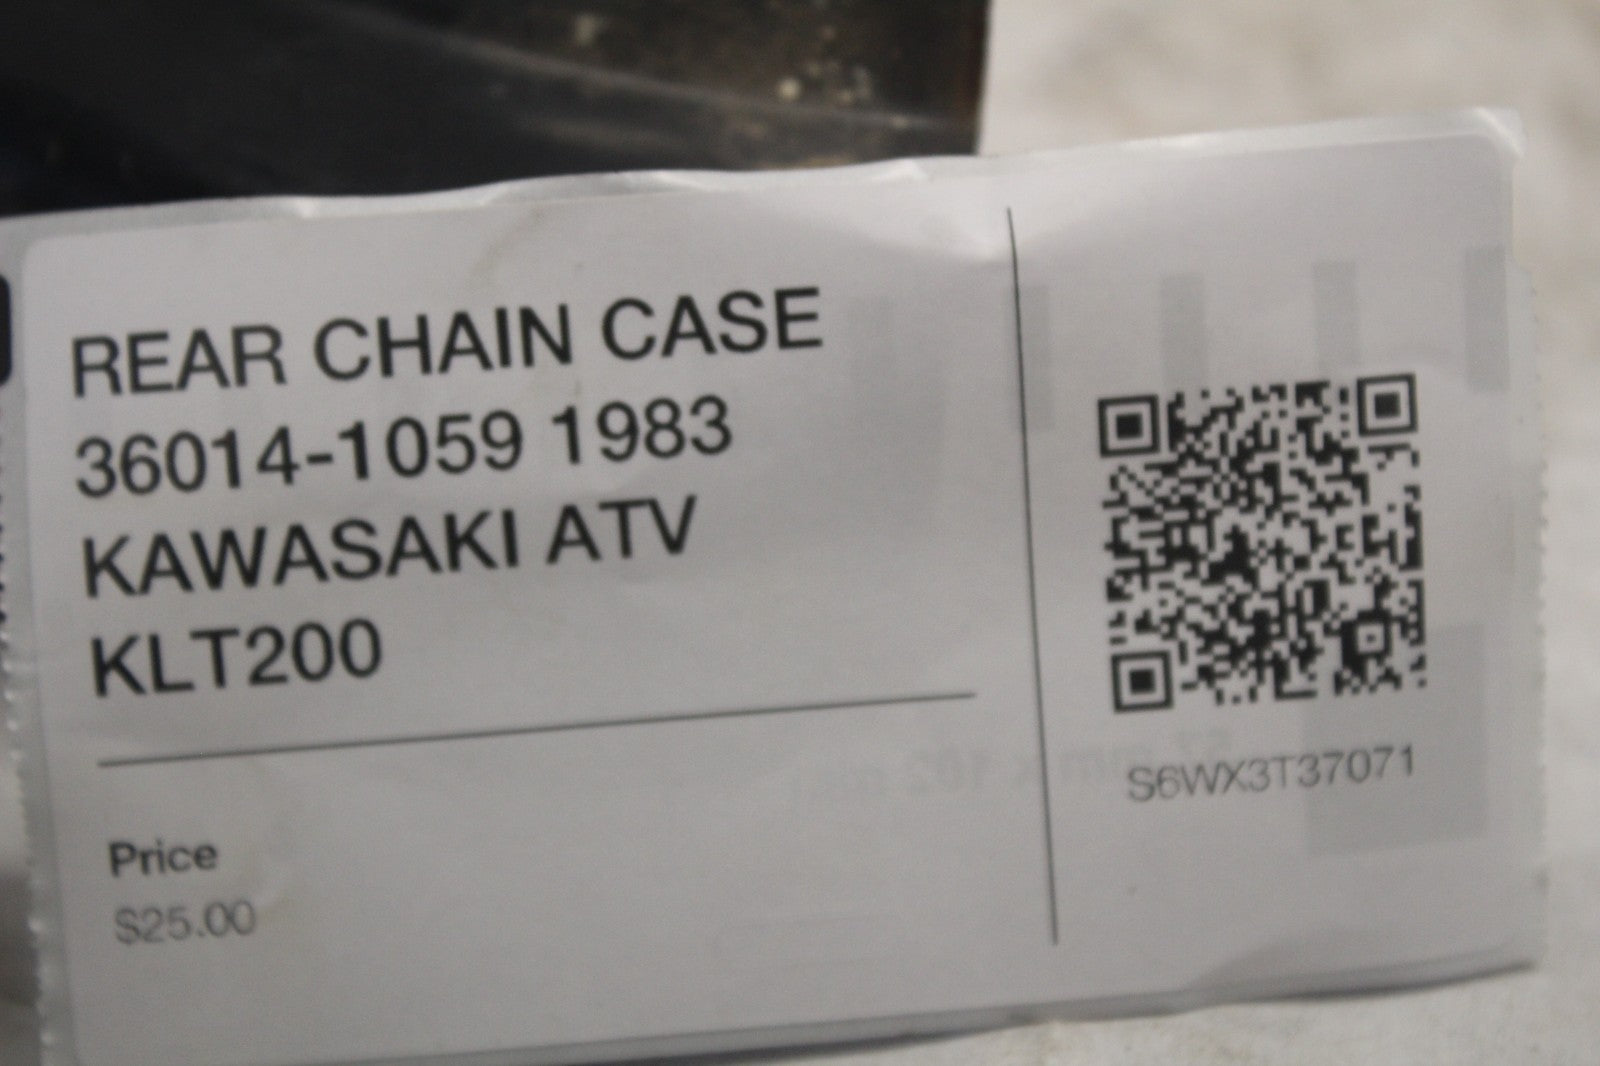 REAR CHAIN CASE
36014-1059 1983
KAWASAKI ATV
KLT200
Price
$25.00
S6WX3T37071